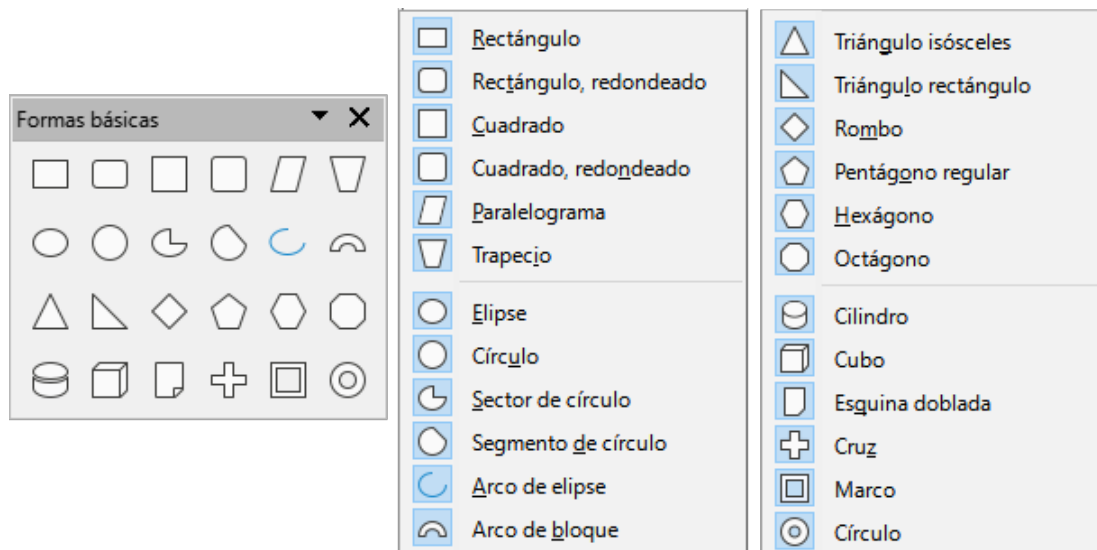 Formas básicas
Rectángulo
Rectángulo, redondeado
Cuadrado
Cuadrado, redondeado
Paralelograma
Trapecio
Elipse
Círculo
Sector de círculo
Segmento de círculo
Arco de elipse
Arco de bloque
Triángulo isósceles
Triángulo rectángulo
Rombo
Pentágono regular
Hexágono
Octágono
Cilindro
Cubo
Esquina doblada
Cruz
Marco
Círculo